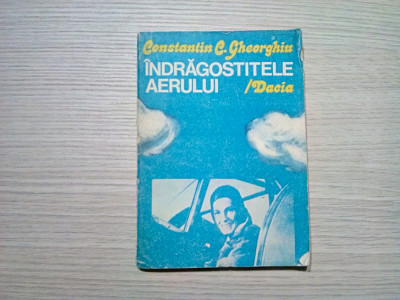 Constantin C. Gheorghiu
ÎNDRĂGOSTITELE
AERULUI /Dacia